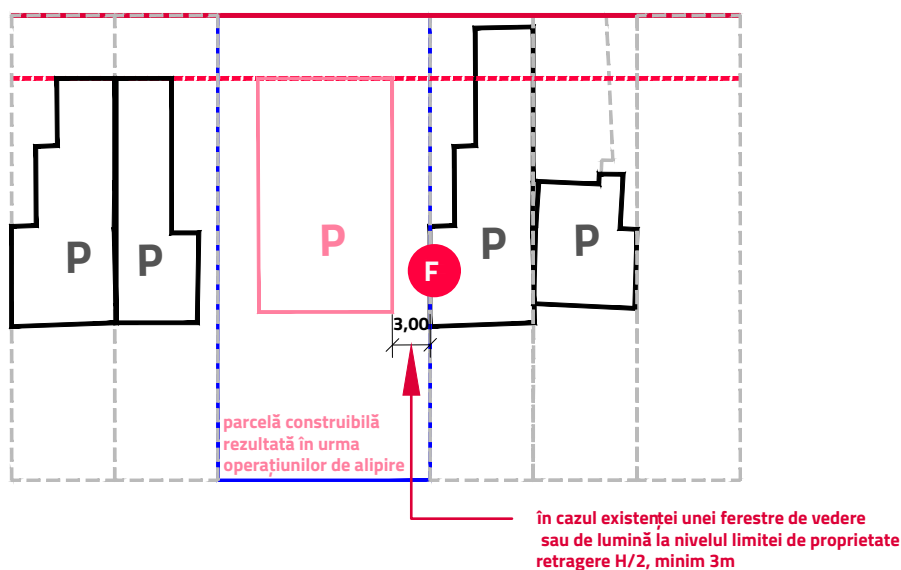 P
P
P
P
P
F
3,00
parcelă construibilă
rezultată în urma
operațiunilor de alipire
în cazul existenței unei ferestre de vedere
sau de lumină la nivelul limitei de proprietate
retragere H/2, minim 3m